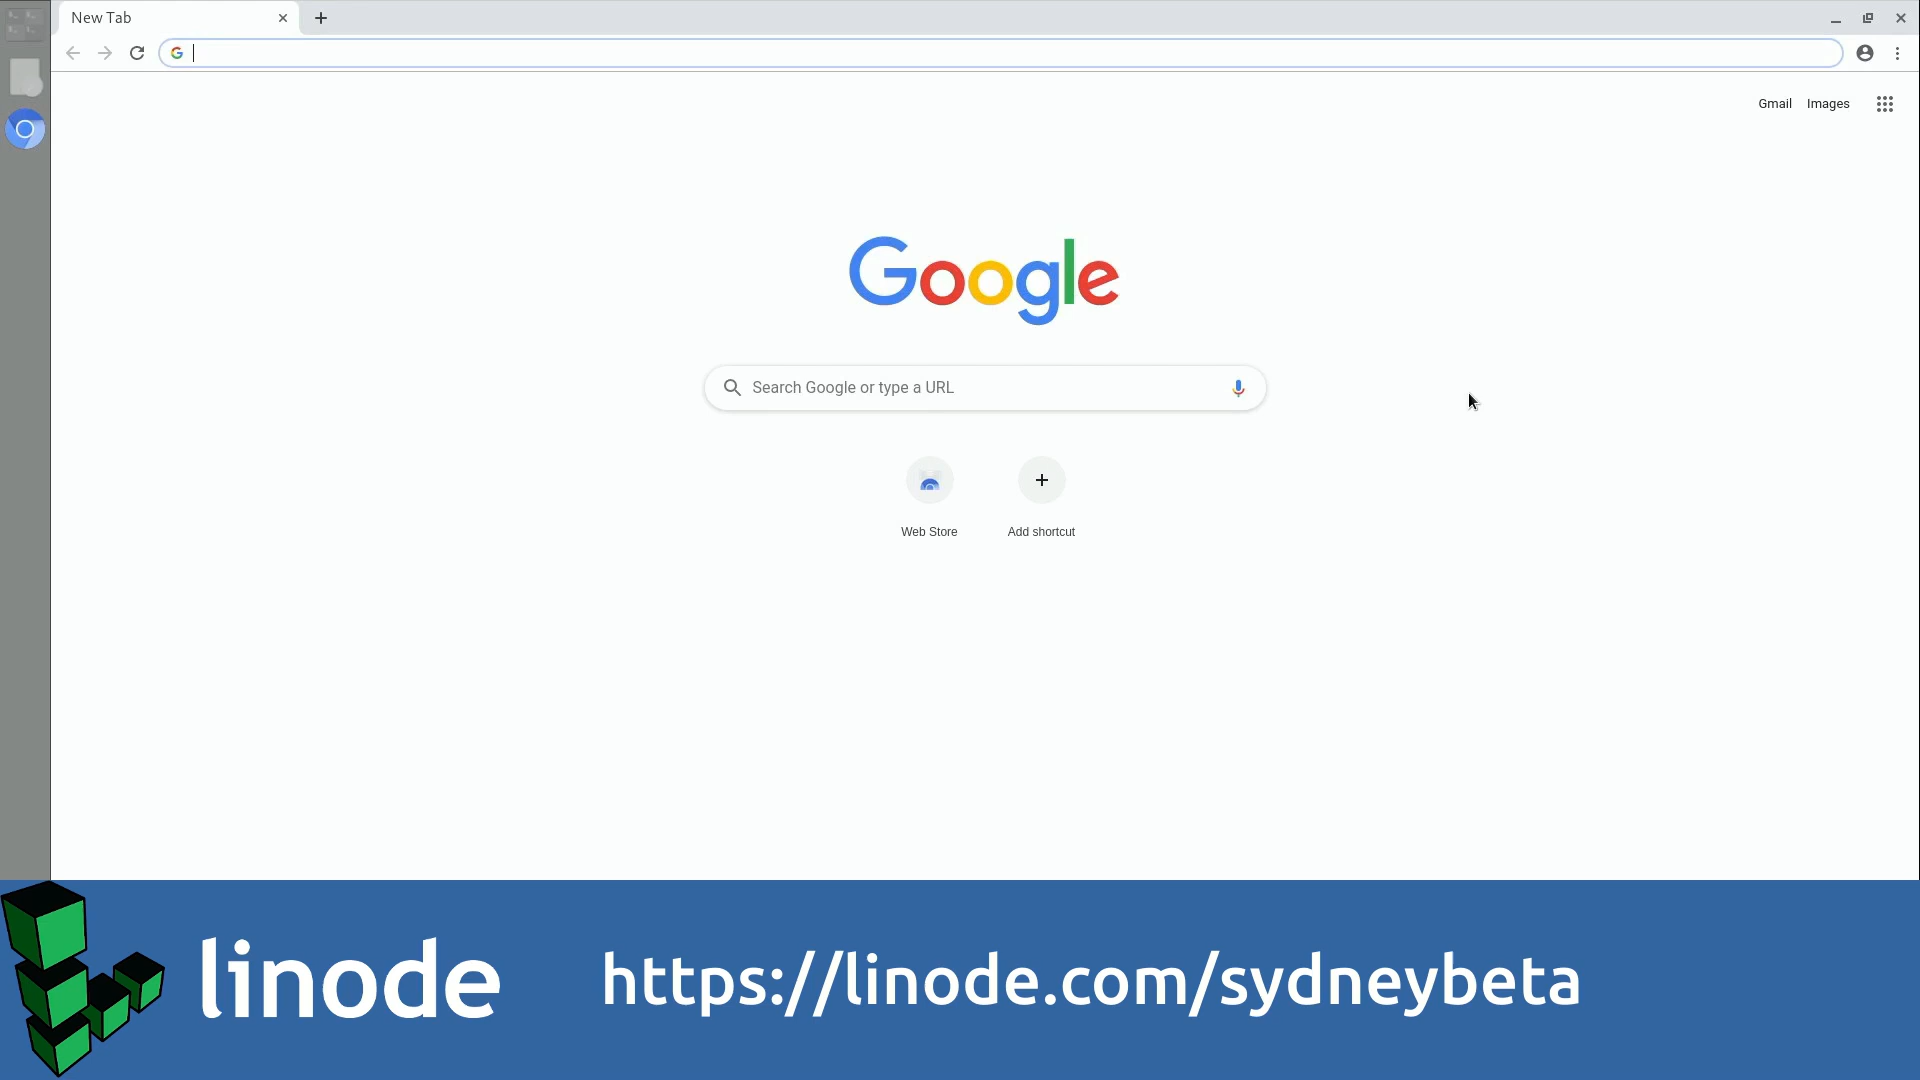 New Tab
Gmail Images
Google
Search Google or type a URL
Web Store Add shortcut
linode https://linode.com/sydneybeta